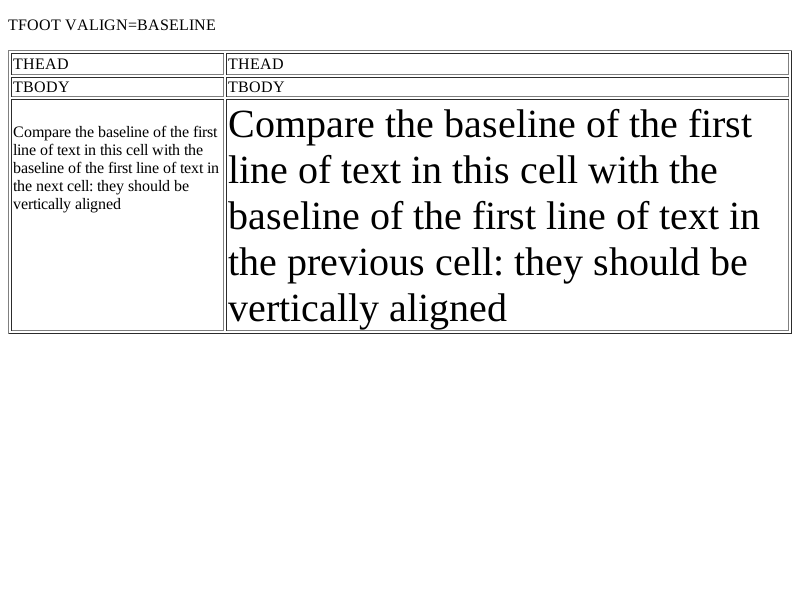 TFOOT VALIGN=BASELINE
THEAD THEAD
TBODY TBODY
Compare the baseline of the first
line of text in this cell with the
baseline of the first line of text in
the next cell: they should be
vertically aligned
Compare the baseline of the first
line of text in this cell with the
baseline of the first line of text in
the previous cell: they should be
vertically aligned